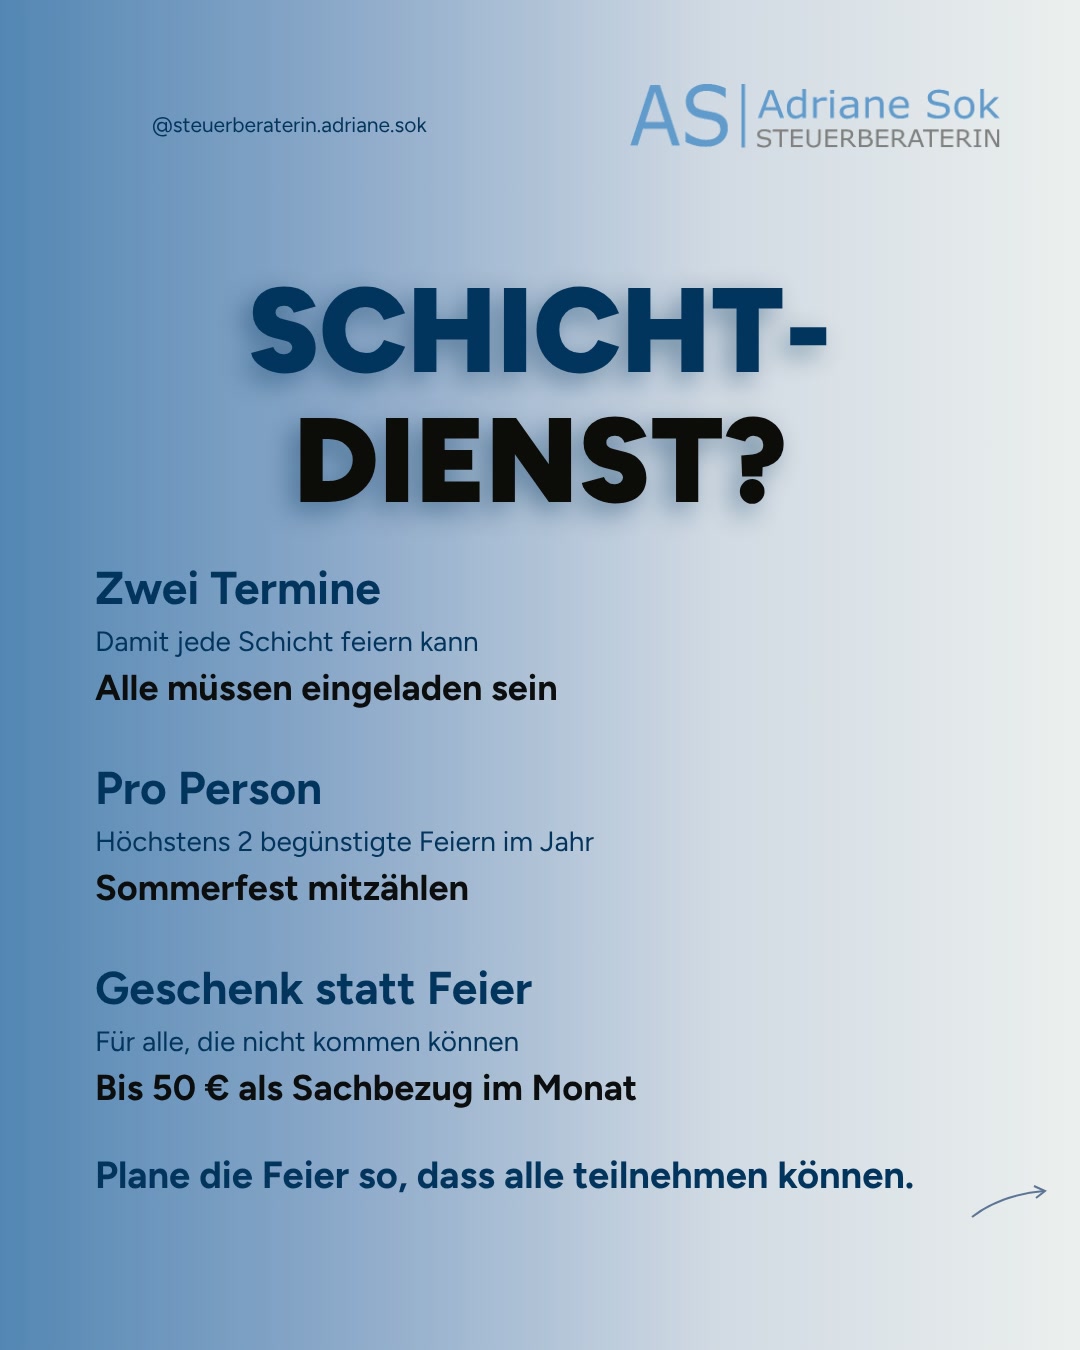 @steuerberaterin.adriane.sok
AS | Adriane Sok
STEUERBERATERIN
SCHICHT-
DIENST?
Zwei Termine
Damit jede Schicht feiern kann
Alle müssen eingeladen sein
Pro Person
Höchstens 2 begünstigte Feiern im Jahr
Sommerfest mitzählen
Geschenk statt Feier
Für alle, die nicht kommen können
Bis 50 € als Sachbezug im Monat
Plane die Feier so, dass alle teilnehmen können.